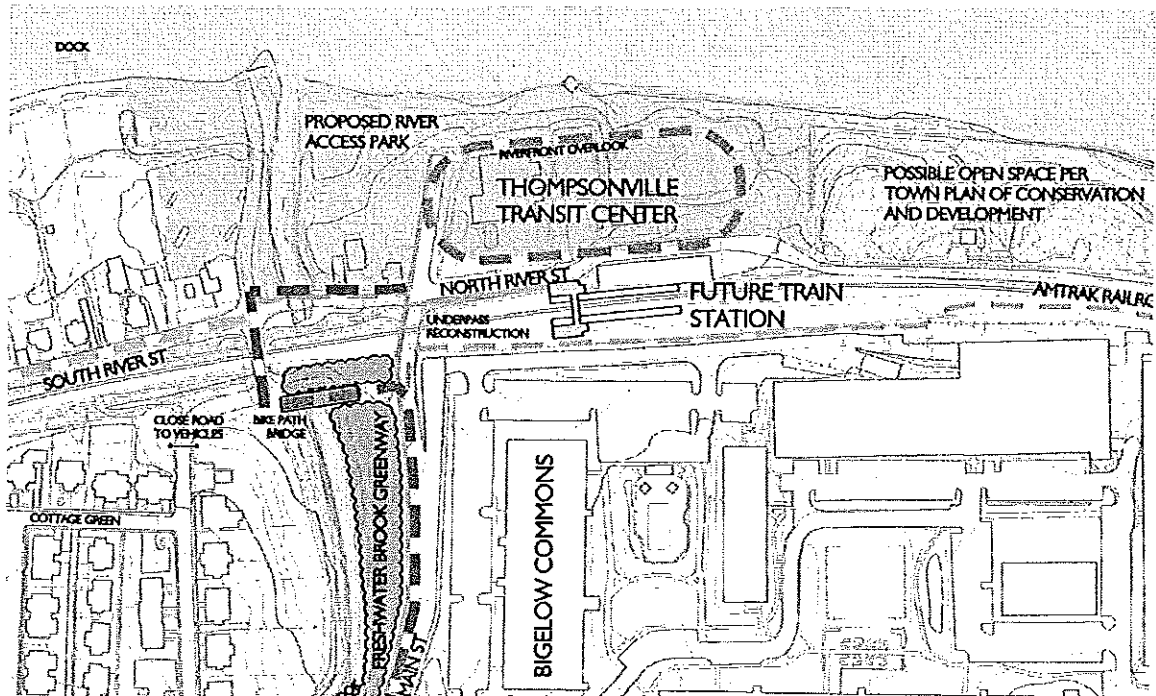 DOCK
PROPOSED RIVER
ACCESS PARK
RIVERFRONT OVERLOOK
THOMPSONVILLE
TRANSIT CENTER
POSSIBLE OPEN SPACE PER
TOWN PLAN OF CONSERVATION
AND DEVELOPMENT
NORTH RIVER ST.
FUTURE TRAIN
STATION
AMTRAK RAILRO
UNDERPASS
RECONSTRUCTION
SOUTH RIVER ST.
CLOSE ROAD
TO VEHICLES
BIKE PATH
BRIDGE
COTTAGE GREEN
FRESHWATER BROOK GREENWAY
MAIN ST
BIGELOW COMMONS